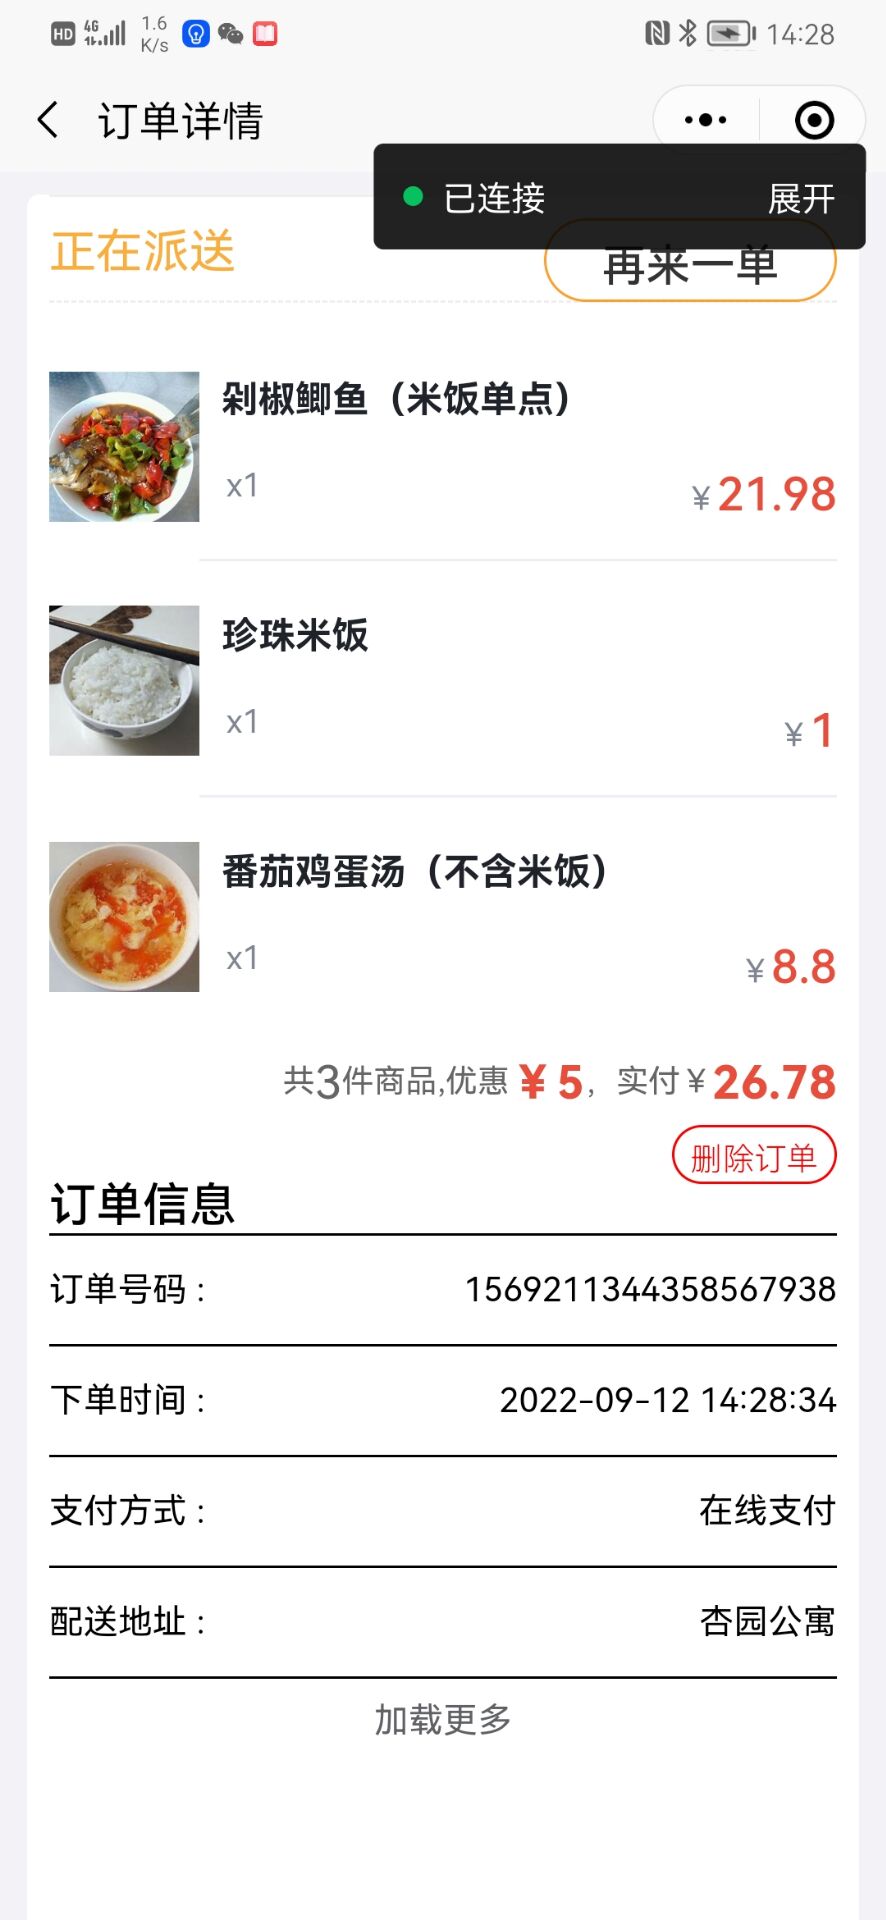 HD 4G 1.6 K/s 14:28
订单详情
已连接 展开
正在派送 再来一单
剁椒鲫鱼（米饭单点）
x1
¥21.98
珍珠米饭
x1
¥1
番茄鸡蛋汤（不含米饭）
x1
¥8.8
共3件商品,优惠 ¥5，实付¥26.78
删除订单
订单信息
订单号码： 1569211344358567938
下单时间： 2022-09-12 14:28:34
支付方式： 在线支付
配送地址： 杏园公寓
加载更多